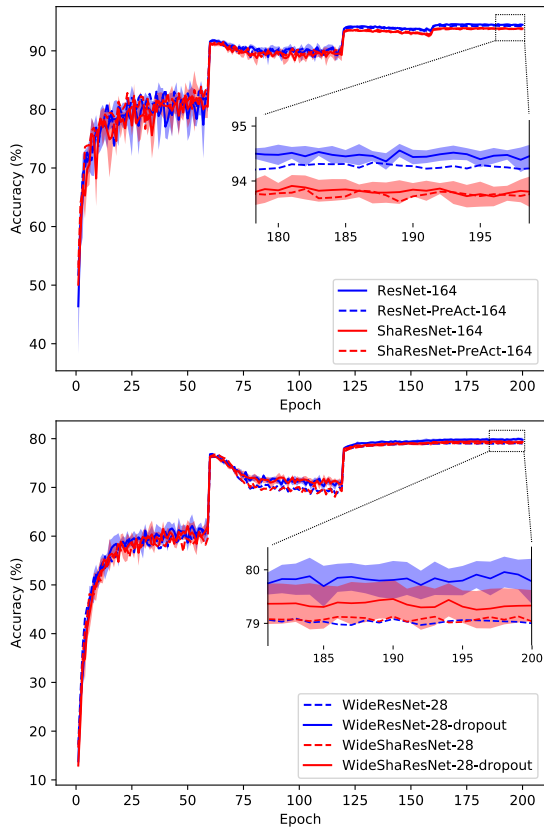 90
80
70
60
50
40
Accuracy (%)
95
94
180 185 190 195
ResNet-164
ResNet-PreAct-164
ShaResNet-164
ShaResNet-PreAct-164
0 25 50 75 100 125 150 175 200
Epoch
80
70
60
50
40
30
20
10
Accuracy (%)
80
79
185 190 195 200
WideResNet-28
WideResNet-28-dropout
WideShaResNet-28
WideShaResNet-28-dropout
0 25 50 75 100 125 150 175 200
Epoch